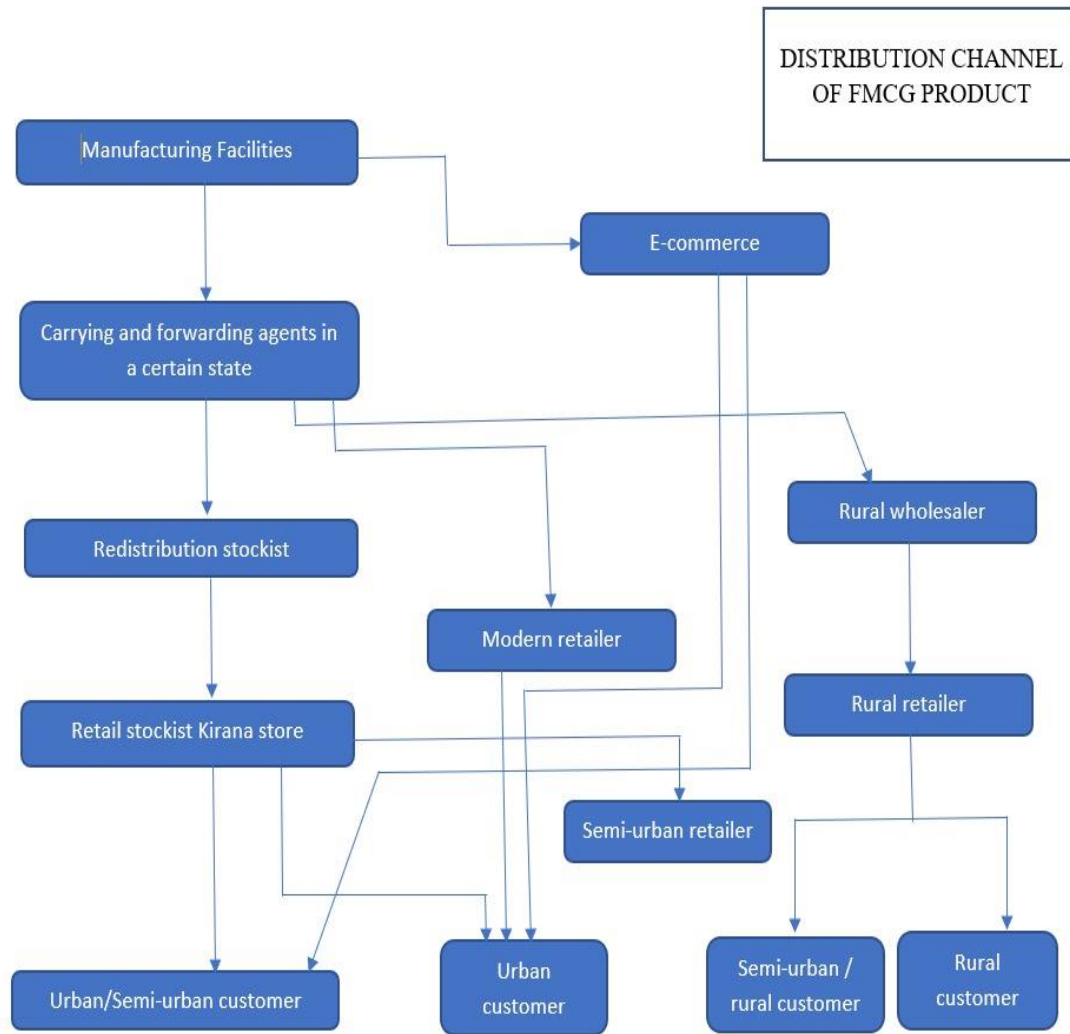 DISTRIBUTION CHANNEL
OF FMCG PRODUCT
Manufacturing Facilities
E-commerce
Carrying and forwarding agents in
a certain state
Rural wholesaler
Redistribution stockist
Modern retailer
Rural retailer
Retail stockist Kirana store
Semi-urban retailer
Urban/Semi-urban customer
Urban
customer
Semi-urban /
rural customer
Rural
customer